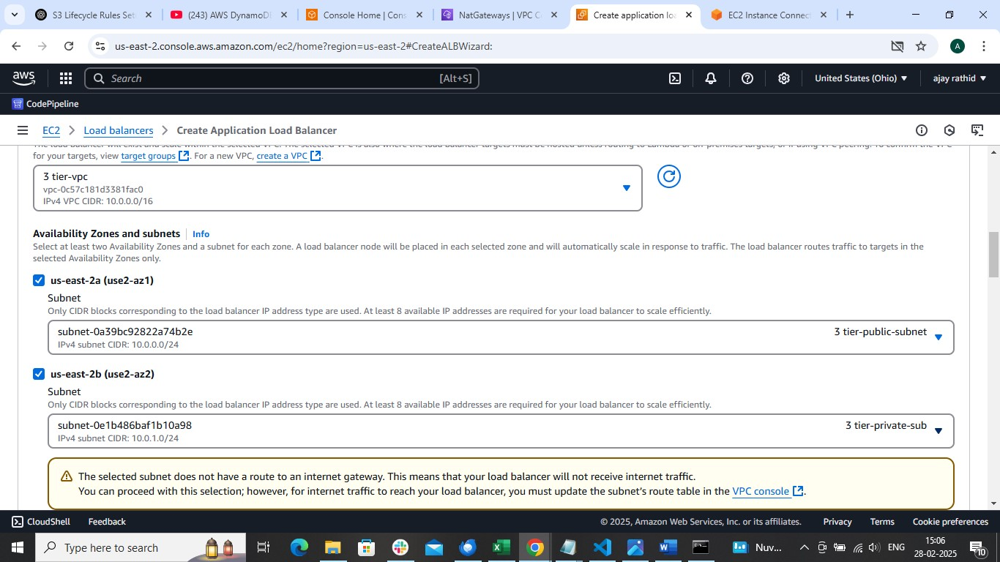 S3 Lifecycle Rules Set
(243) AWS DynamoD
Console Home | Cons
NatGateways | VPC C
Create application loa
EC2 Instance Connect
us-east-2.console.aws.amazon.com/ec2/home?region=us-east-2#CreateALBWizard:
A
aws
Search
[Alt+S]
United States (Ohio)
ajay rathid
CodePipeline
EC2
Load balancers
Create Application Load Balancer
The load balancer will exist and scale within the selected VPC. The selected VPC is also where the load balancer targets must be hosted unless routing to Lambda or on-premises targets, or if using VPC peering. To confirm the VPC
for your targets, view target groups. For a new VPC, create a VPC.
3 tier-vpc
vpc-0c57c181d3381fac0
IPv4 VPC CIDR: 10.0.0.0/16
Availability Zones and subnets
Info
Select at least two Availability Zones and a subnet for each zone. A load balancer node will be placed in each selected zone and will automatically scale in response to traffic. The load balancer routes traffic to targets in the
selected Availability Zones only.
us-east-2a (use2-az1)
Subnet
Only CIDR blocks corresponding to the load balancer IP address type are used. At least 8 available IP addresses are required for your load balancer to scale efficiently.
subnet-0a39bc92822a74b2e
3 tier-public-subnet
IPv4 subnet CIDR: 10.0.0.0/24
us-east-2b (use2-az2)
Subnet
Only CIDR blocks corresponding to the load balancer IP address type are used. At least 8 available IP addresses are required for your load balancer to scale efficiently.
subnet-0e1b486baf1b10a98
3 tier-private-sub
IPv4 subnet CIDR: 10.0.1.0/24
The selected subnet does not have a route to an internet gateway. This means that your load balancer will not receive internet traffic.
You can proceed with this selection; however, for internet traffic to reach your load balancer, you must update the subnet's route table in the VPC console.
CloudShell
Feedback
© 2025, Amazon Web Services, Inc. or its affiliates.
Privacy
Terms
Cookie preferences
Type here to search
Nuv...
ENG
15:06
28-02-2025
10